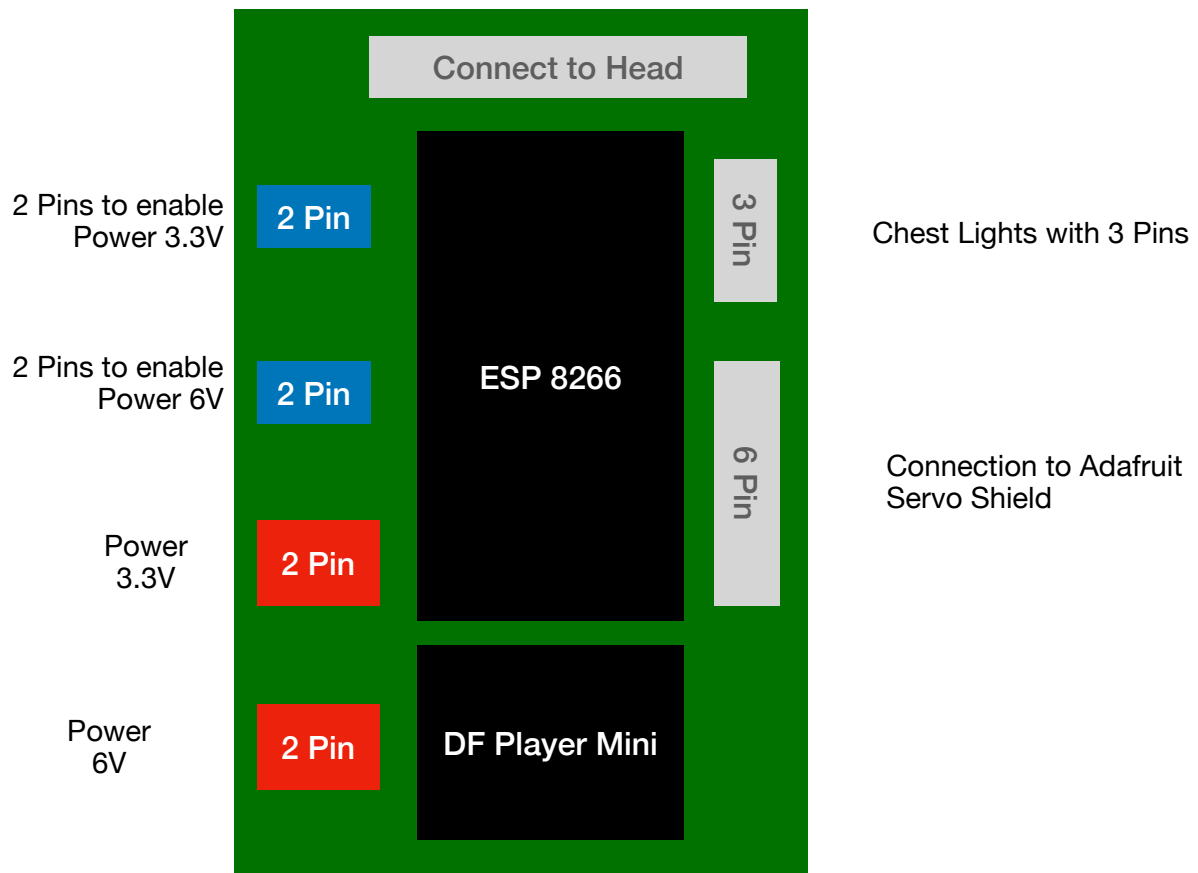 Connect to Head
2 Pins to enable
Power 3.3V
2 Pin
3 Pin
Chest Lights with 3 Pins
2 Pins to enable
Power 6V
2 Pin
ESP 8266
6 Pin
Connection to Adafruit
Servo Shield
Power
3.3V
2 Pin
Power
6V
2 Pin
DF Player Mini